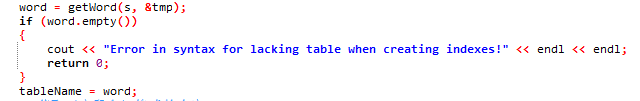 word = getWord(s, &tmp);
if (word.empty())
{
cout << "Error in syntax for lacking table when creating indexes!" << endl << endl;
return 0;
}
tableName = word;